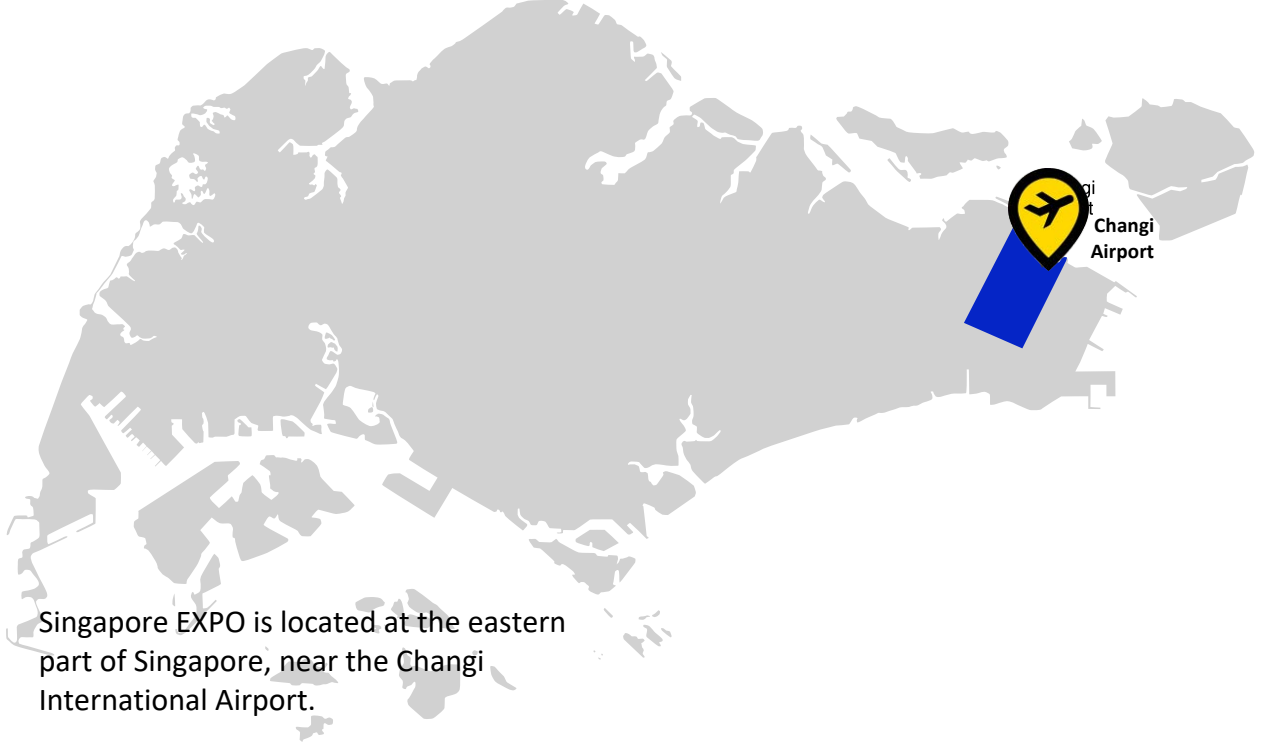 Changi
Airport
Singapore EXPO is located at the eastern
part of Singapore, near the Changi
International Airport.